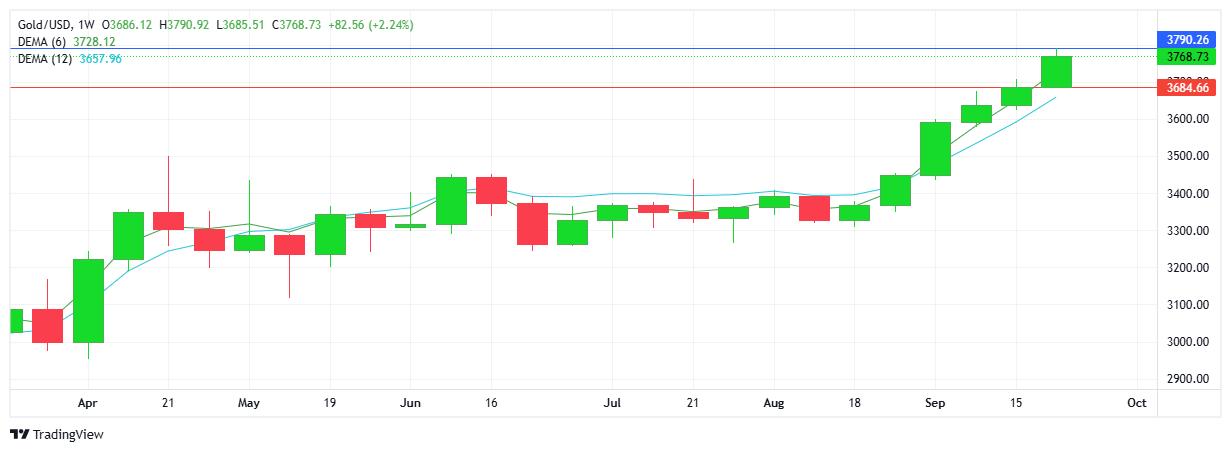 Gold/USD, 1W O3686.12 H3790.92 L3685.51 C3768.73 +82.56 (+2.24%)
DEMA (6) 3728.12
DEMA (12) 3657.96
3790.26
3768.73
3700.00
3684.66
3600.00
3500.00
3400.00
3300.00
3200.00
3100.00
3000.00
2900.00
Apr 21 May Jun 16 Jul 21 Aug 18 Sep 15 Oct
TradingView